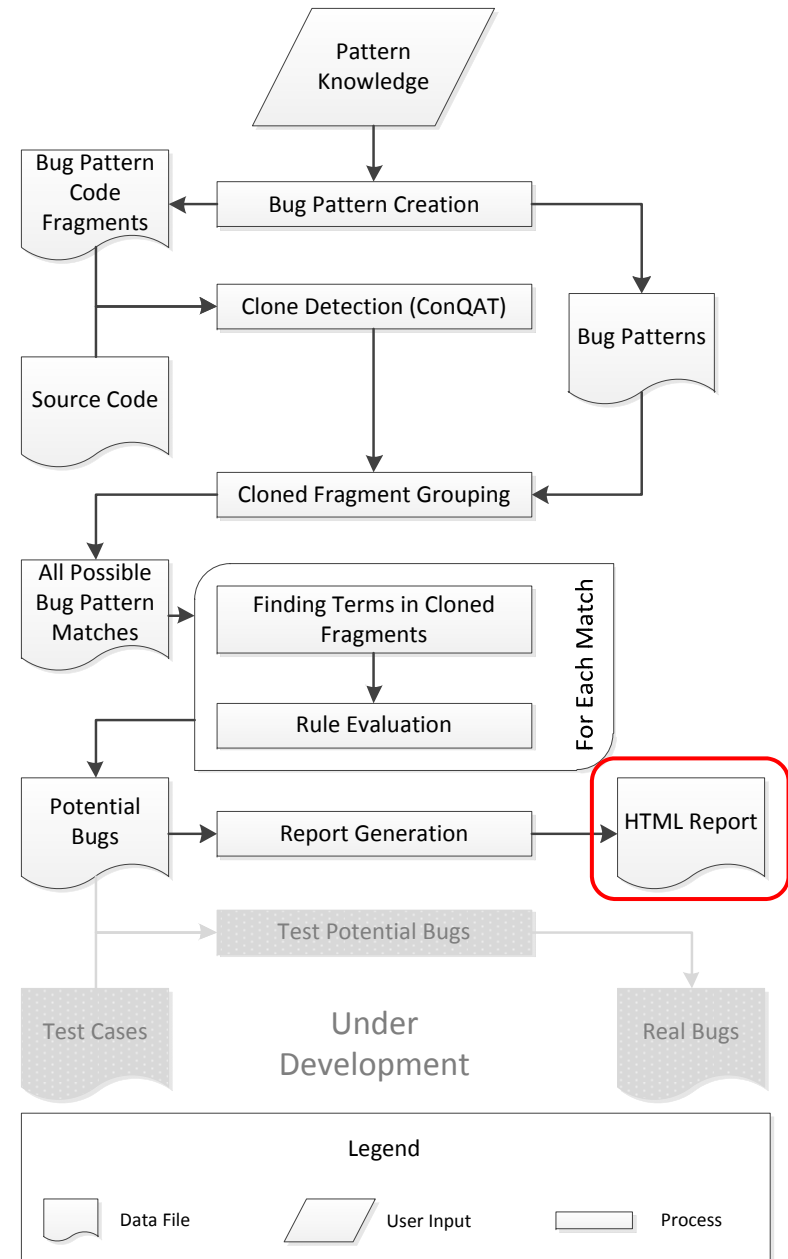 Pattern
Knowledge
Bug Pattern
Code
Fragments
Bug Pattern Creation
Clone Detection (ConQAT)
Bug Patterns
Source Code
Cloned Fragment Grouping
All Possible
Bug Pattern
Matches
Finding Terms in Cloned
Fragments
For Each Match
Rule Evaluation
Potential
Bugs
Report Generation
HTML Report
Test Potential Bugs
Test Cases
Under
Development
Real Bugs
Legend
Data File
User Input
Process